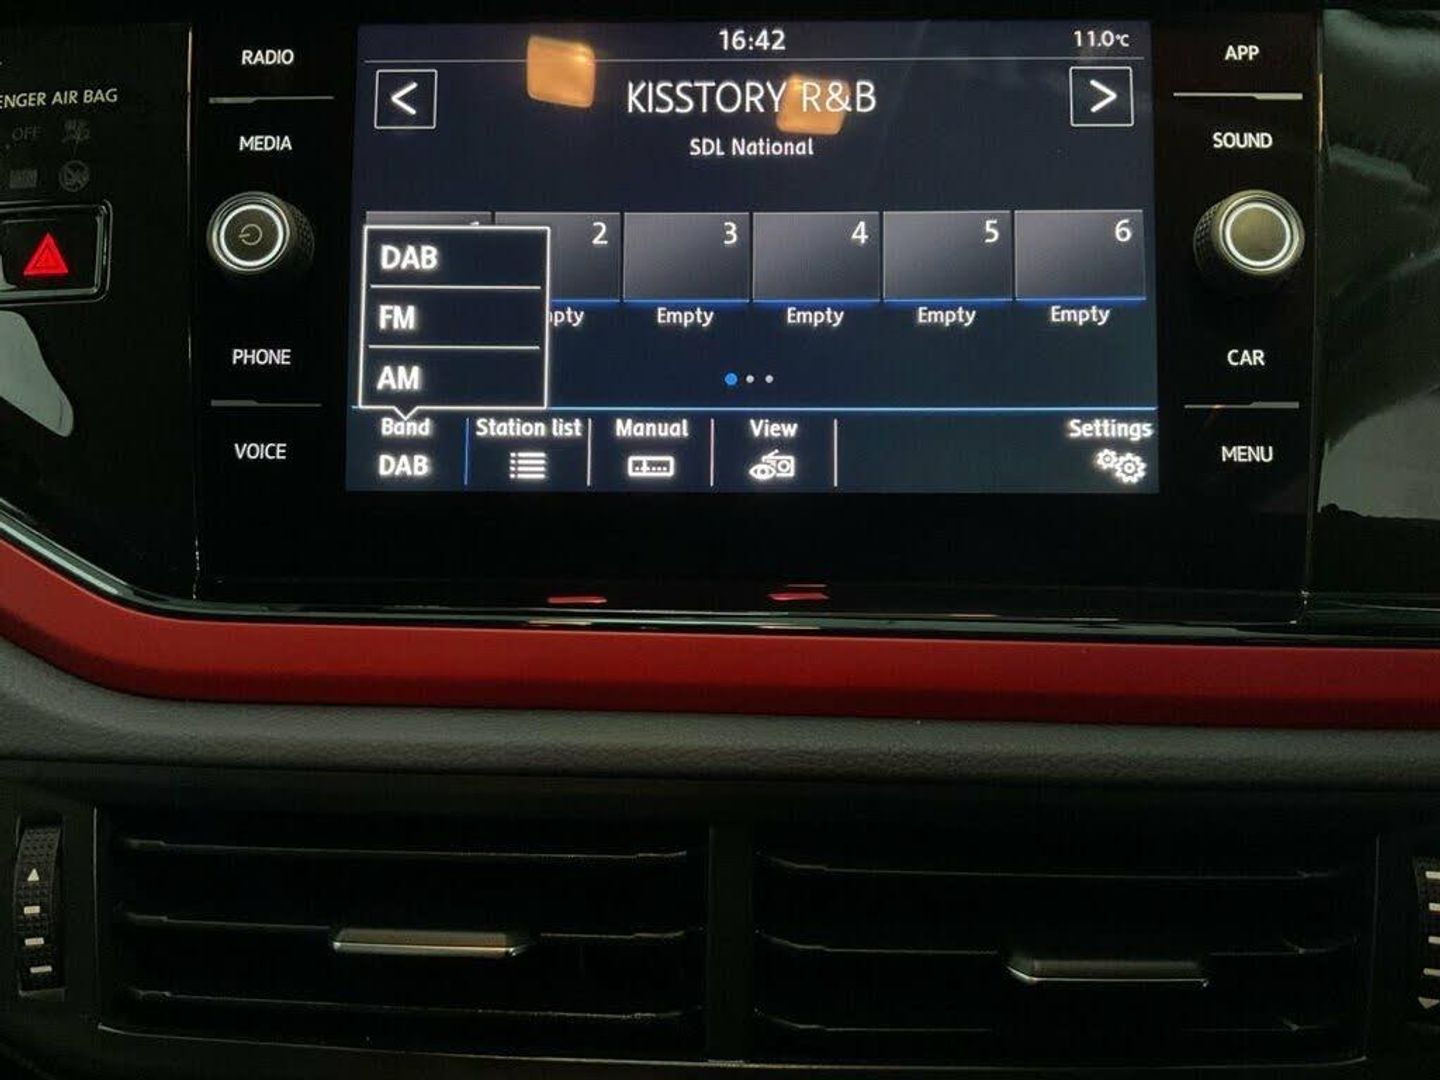 16:42
11.0°C
RADIO
APP
ENGER AIR BAG
OFF
<
KISSTORY R&B
>
MEDIA
SDL National
SOUND
2
3
4
5
6
DAB
FM
AM
mpty
Empty
Empty
Empty
Empty
PHONE
CAR
Band
Station list
Manual
View
Settings
DAB
VOICE
MENU